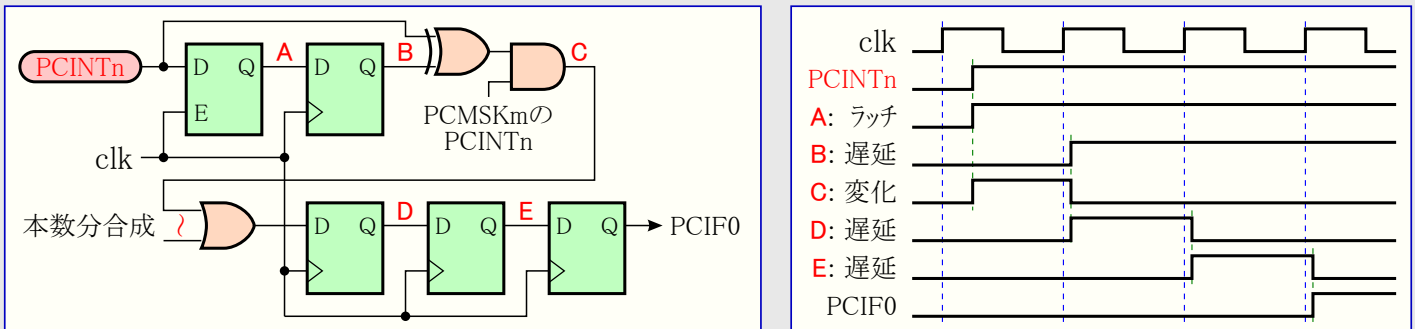 PCINTn
D Q
E
A
D Q
B
C
PCMSKmの
PCINTn
clk
本数分合成
~
D Q
D
D Q
E
D Q
PCIF0
clk
PCINTn
A: ラッチ
B: 遅延
C: 変化
D: 遅延
E: 遅延
PCIF0